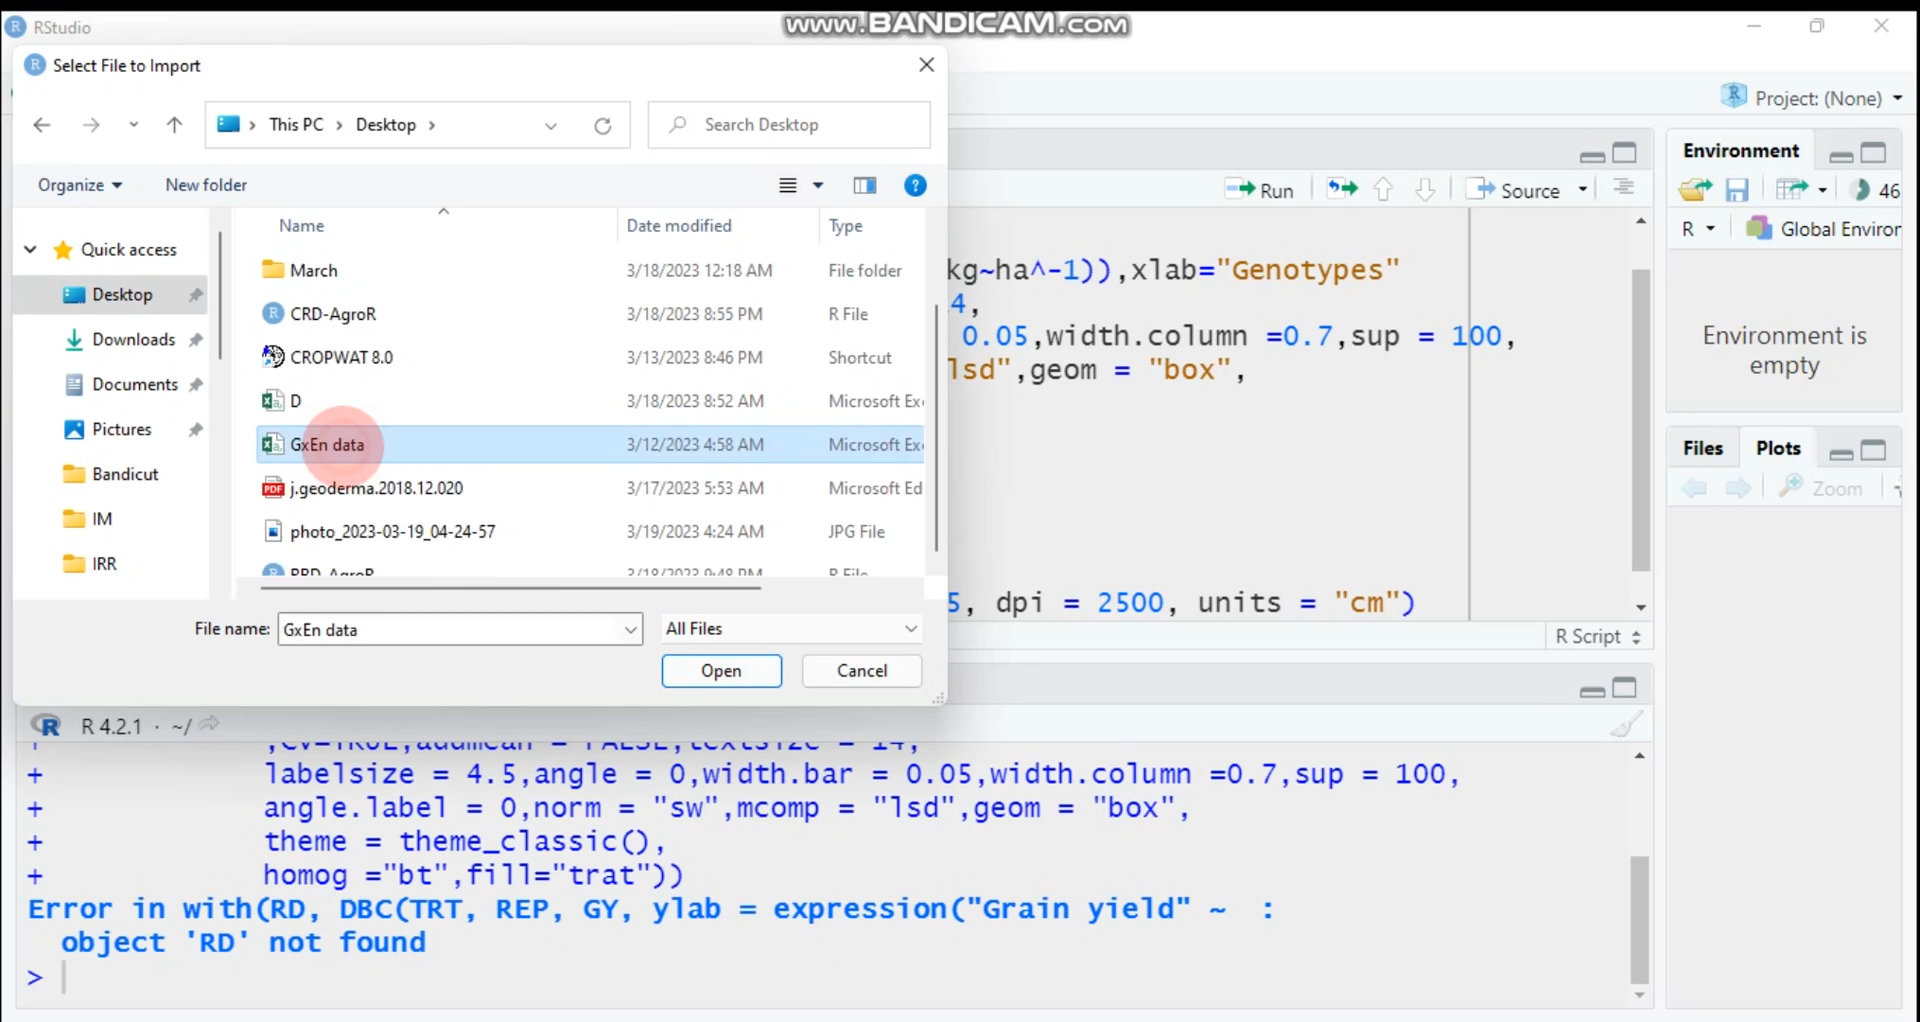 www.BANDICAM.com
RStudio
Select File to Import
This PC > Desktop >
Search Desktop
Project: (None)
Organize
New folder
Environment
Run
Source
46
R
Global Environ
Name
Date modified
Type
Quick access
Desktop
Downloads
Documents
Pictures
Bandicut
IM
IRR
March 3/18/2023 12:18 AM File folder
CRD-AgroR 3/18/2023 8:55 PM R File
CROPWAT 8.0 3/13/2023 8:46 PM Shortcut
D 3/18/2023 8:52 AM Microsoft Ex
GxEn data 3/12/2023 4:58 AM Microsoft Ex
j.geoderma.2018.12.020 3/17/2023 5:53 AM Microsoft Ed
photo_2023-03-19_04-24-57 3/19/2023 4:24 AM JPG File
kg~ha^-1)),xlab="Genotypes"
4,
0.05,width.column =0.7,sup = 100,
lsd",geom = "box",
5, dpi = 2500, units = "cm")
R Script
Environment is
empty
Files
Plots
Zoom
File name: GxEn data
All Files
Open
Cancel
R 4.2.1 · ~/
+ labelsize = 4.5,angle = 0,width.bar = 0.05,width.column =0.7,sup = 100,
+ angle.label = 0,norm = "sw",mcomp = "lsd",geom = "box",
+ theme = theme_classic(),
+ homog ="bt",fill="trat"))
Error in with(RD, DBC(TRT, REP, GY, ylab = expression("Grain yield" ~  :
object 'RD' not found
>